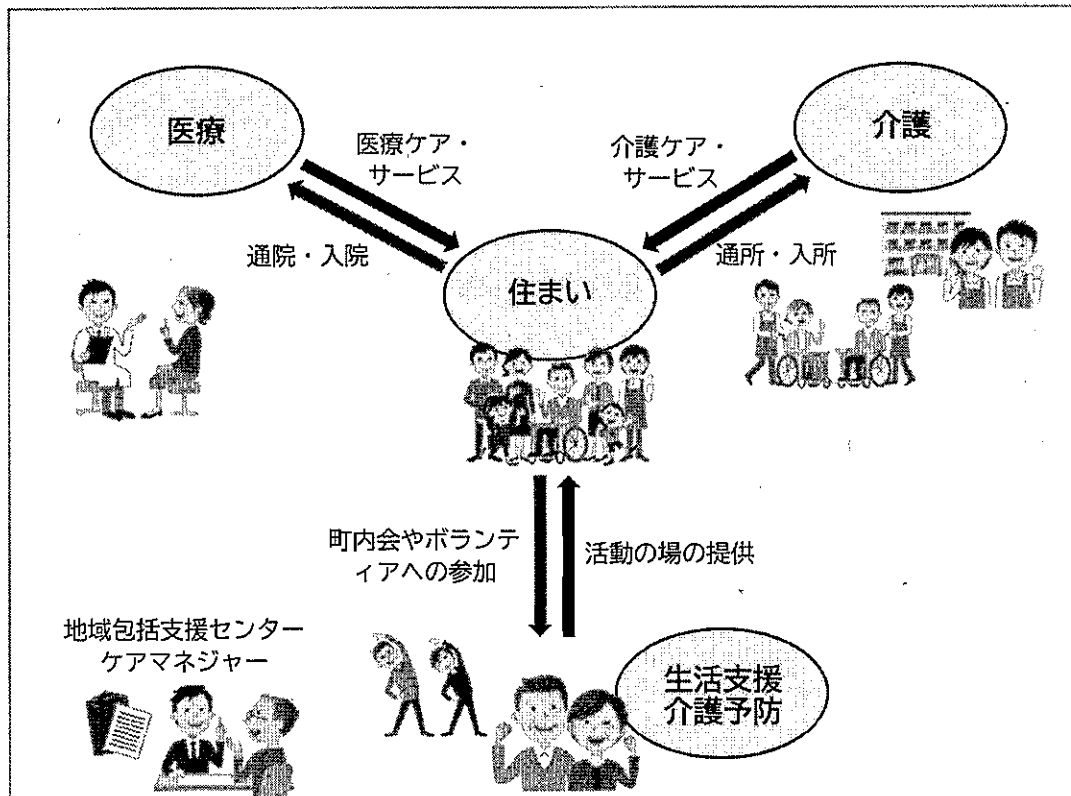 医療
介護
医療ケア・
サービス
介護ケア・
サービス
通院・入院
通所・入所
住まい
町内会やボランテ
ィアへの参加
活動の場の提供
地域包括支援センター
ケアマネジャー
生活支援
介護予防